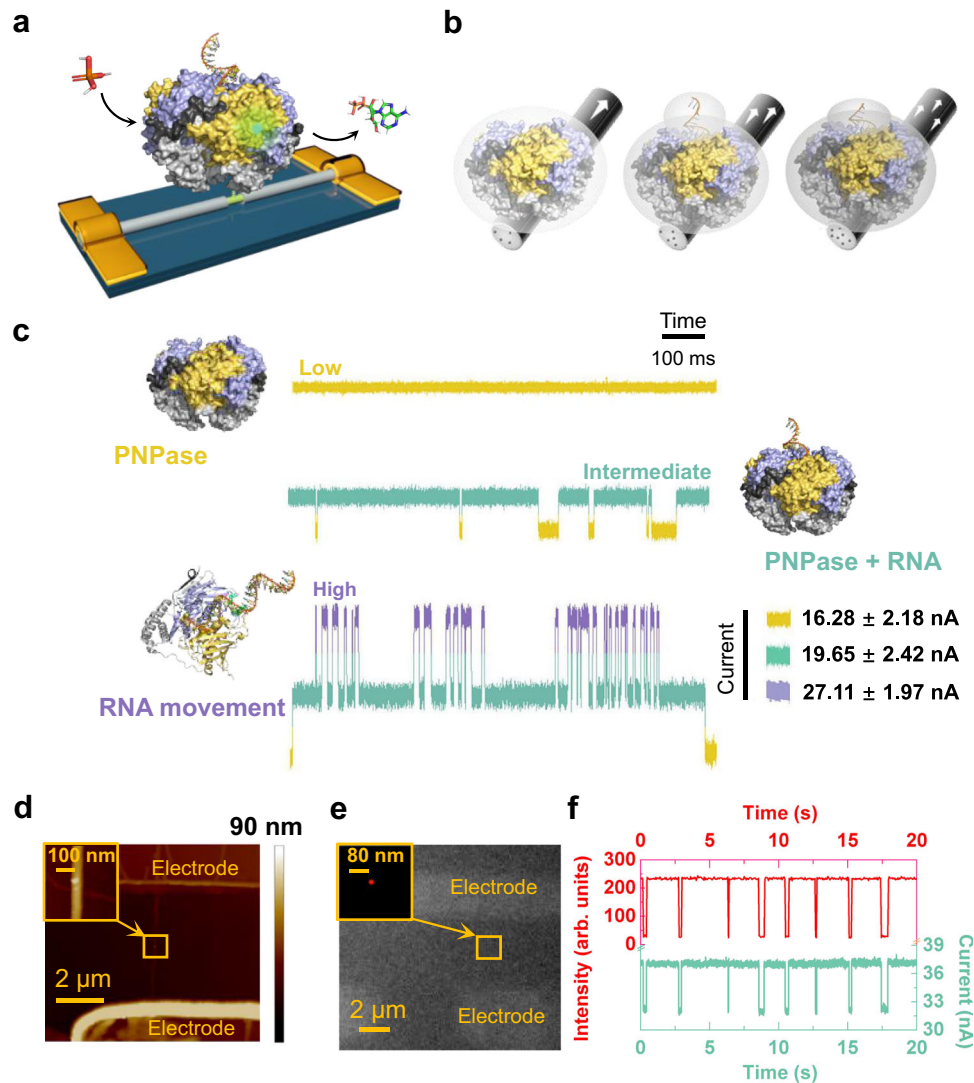 a
b
c
Time
100 ms
Low
PNPase
Intermediate
PNPase + RNA
High
RNA movement
Current
16.28 ± 2.18 nA
19.65 ± 2.42 nA
27.11 ± 1.97 nA
d
90 nm
100 nm
Electrode
2 μm
Electrode
e
80 nm
Electrode
2 μm
Electrode
f
Time (s)
0 5 10 15 20
Intensity (arb. units)
300
200
100
0
39
36
33
30
Current (nA)
0 5 10 15 20
Time (s)